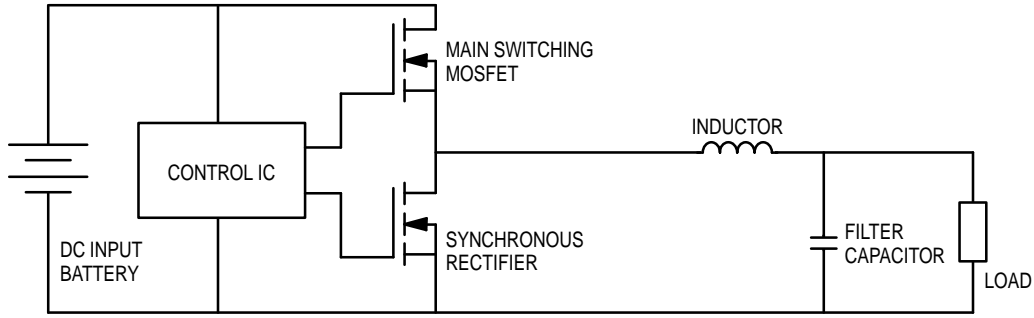 MAIN SWITCHING
MOSFET
INDUCTOR
CONTROL IC
DC INPUT
BATTERY
SYNCHRONOUS
RECTIFIER
FILTER
CAPACITOR
LOAD